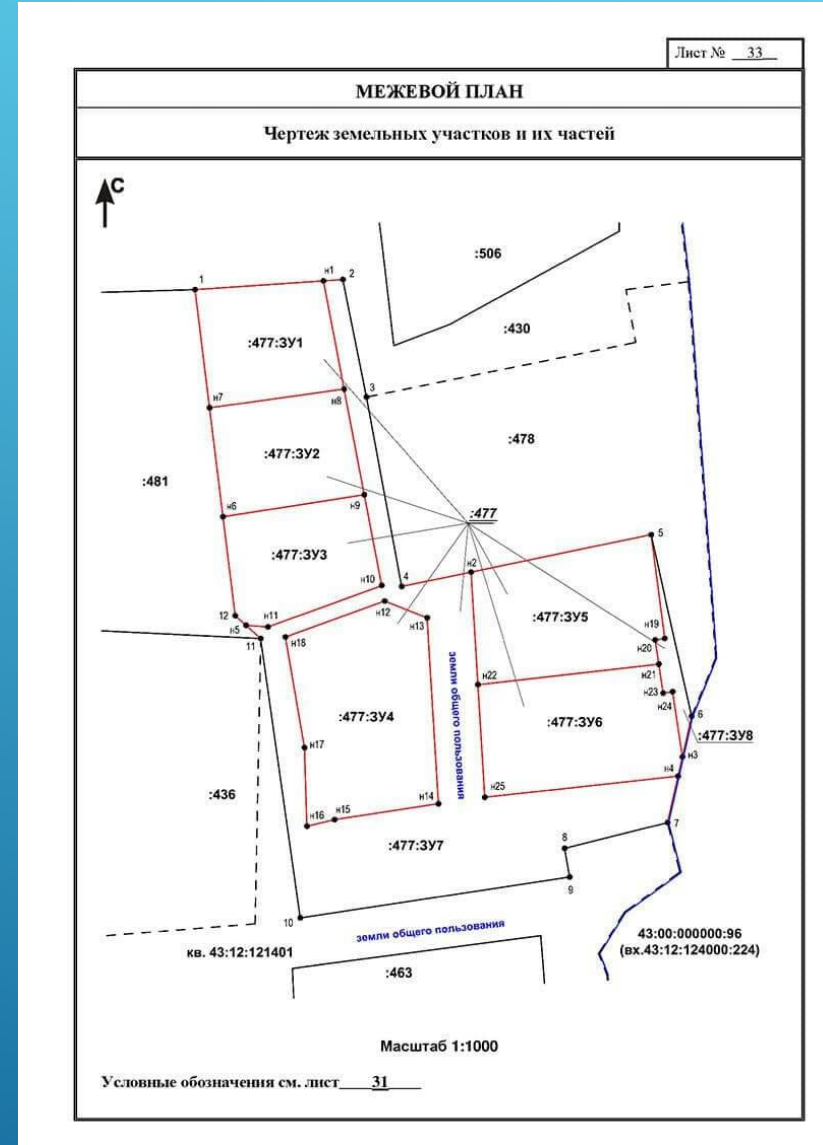 Лист № 33
МЕЖЕВОЙ ПЛАН
Чертеж земельных участков и их частей
С
:506
1
н1
2
:430
:477:ЗУ1
3
н7
н8
:478
:477:ЗУ2
:481
н6
н9
:477
:477:ЗУ3
5
н2
4
н10
12
н11
н12
н5
11
н18
н13
:477:ЗУ5
н19
н20
н21
н22
н23
н24
земли общего пользования
:477:ЗУ4
6
:477:ЗУ6
:477:ЗУ8
н17
н3
н4
:436
н25
н14
н15
н16
7
:477:ЗУ7
8
9
10
земли общего пользования
43:00:000000:96
(вх.43:12:124000:224)
кв. 43:12:121401
:463
Масштаб 1:1000
Условные обозначения см. лист 31